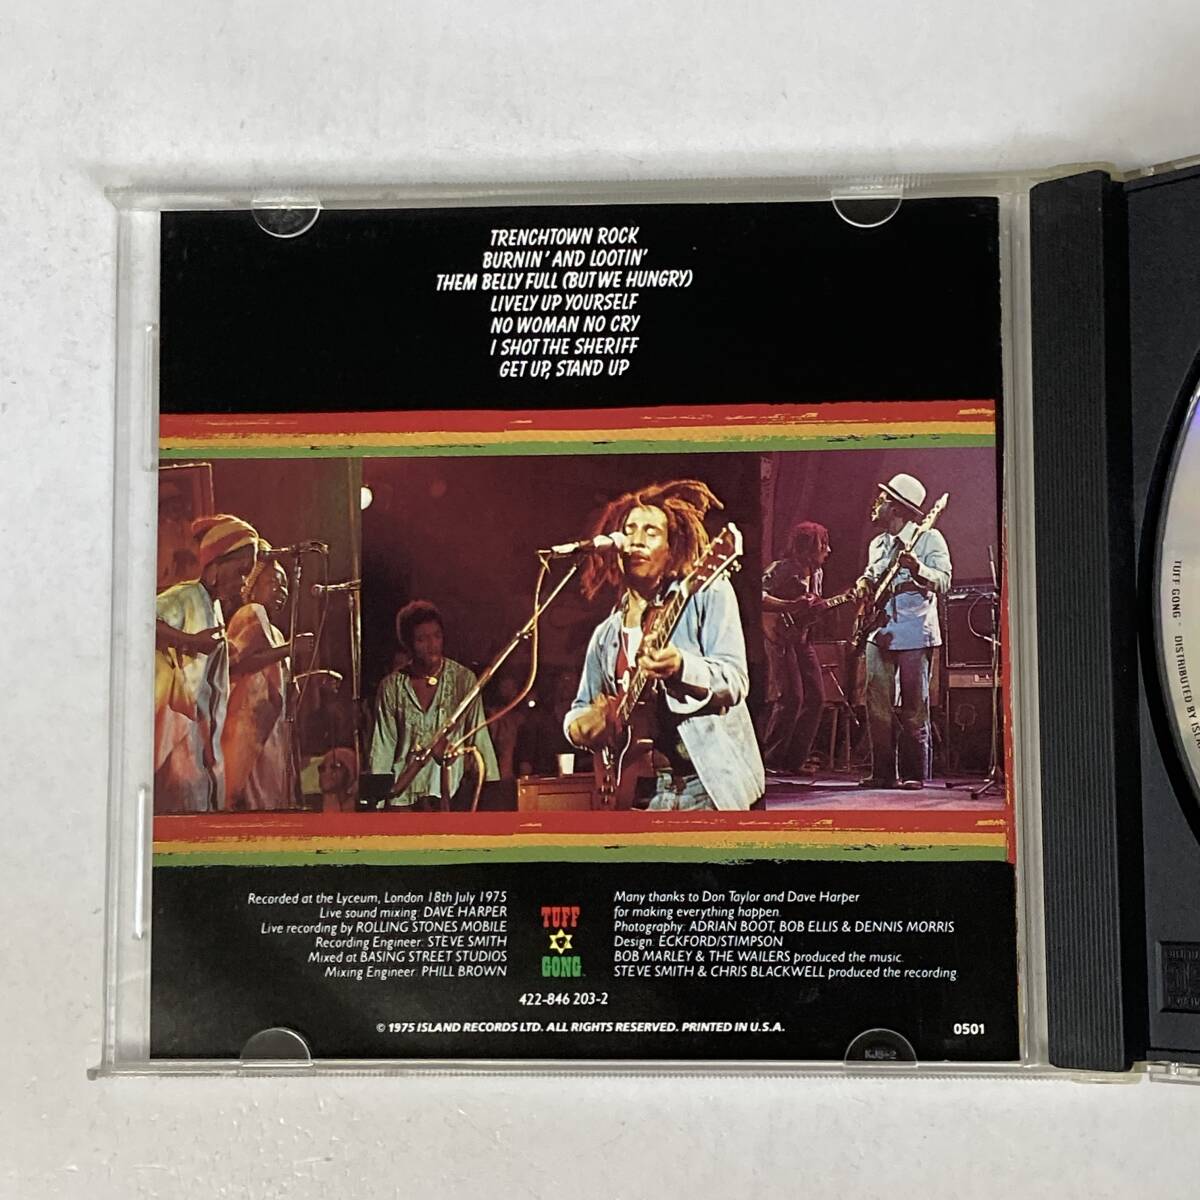 TRENCHTOWN ROCK
BURNIN' AND LOOTIN'
THEM BELLY FULL (BUT WE HUNGRY)
LIVELY UP YOURSELF
NO WOMAN NO CRY
I SHOT THE SHERIFF
GET UP, STAND UP
Recorded at the Lyceum, London 18th July 1975
Live sound mixing: DAVE HARPER
Live recording by ROLLING STONES MOBILE
Recording Engineer: STEVE SMITH
Mixed at BASING STREET STUDIOS
Mixing Engineer: PHILL BROWN
TUFF
GONG
Many thanks to Don Taylor and Dave Harper
for making everything happen.
Photography: ADRIAN BOOT, BOB ELLIS & DENNIS MORRIS
Design: ECKFORD/STIMPSON
BOB MARLEY & THE WAILERS produced the music.
STEVE SMITH & CHRIS BLACKWELL produced the recording.
422-846 203-2
© 1975 ISLAND RECORDS LTD. ALL RIGHTS RESERVED. PRINTED IN U.S.A.
0501
TUFF GONG - DISTRIBUTED BY